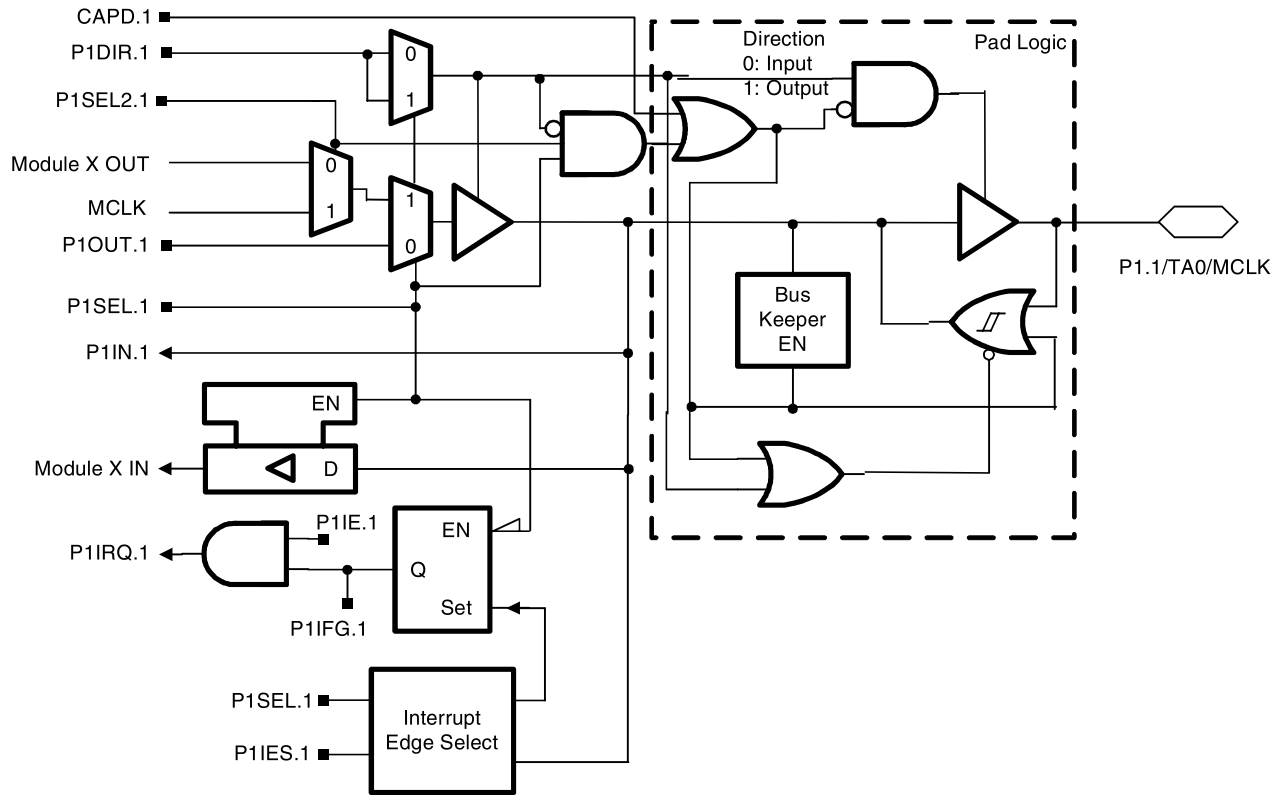 CAPD.1
P1DIR.1
P1SEL2.1
Module X OUT
MCLK
P1OUT.1
P1SEL.1
P1IN.1
Module X IN
P1IRQ.1
0
1
0
1
1
0
Direction
0: Input
1: Output
Pad Logic
P1.1/TA0/MCLK
Bus
Keeper
EN
EN
D
P1IE.1
P1IFG.1
EN
Q
Set
P1SEL.1
P1IES.1
Interrupt
Edge Select